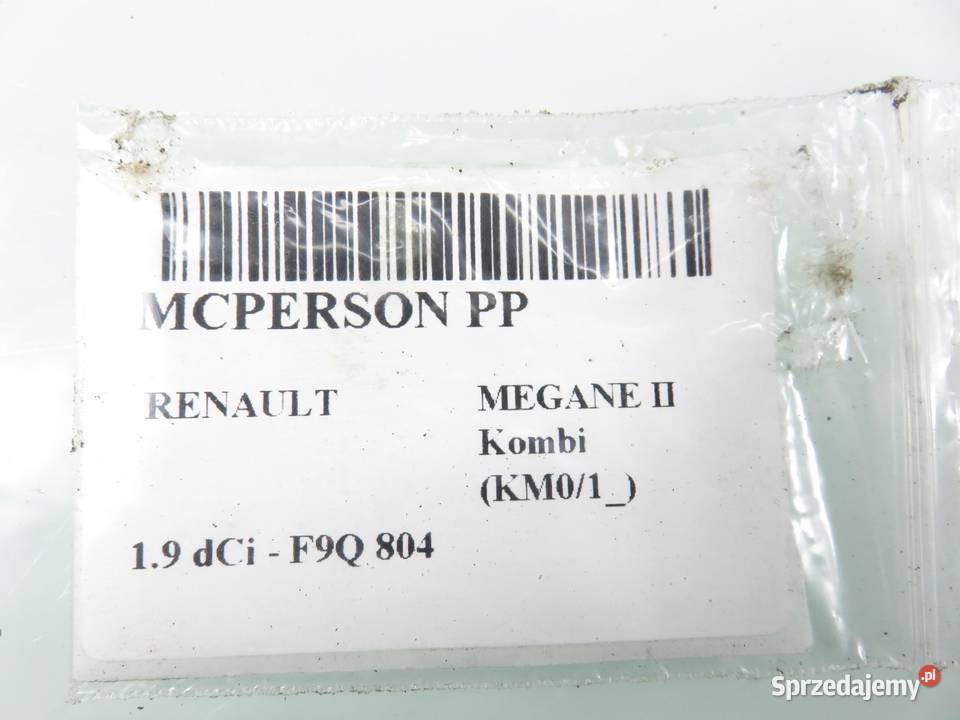 MCPERSON PP
RENAULT
MEGANE II
Kombi
(KM0/1_)
1.9 dCi - F9Q 804
Sprzedajemy.pl